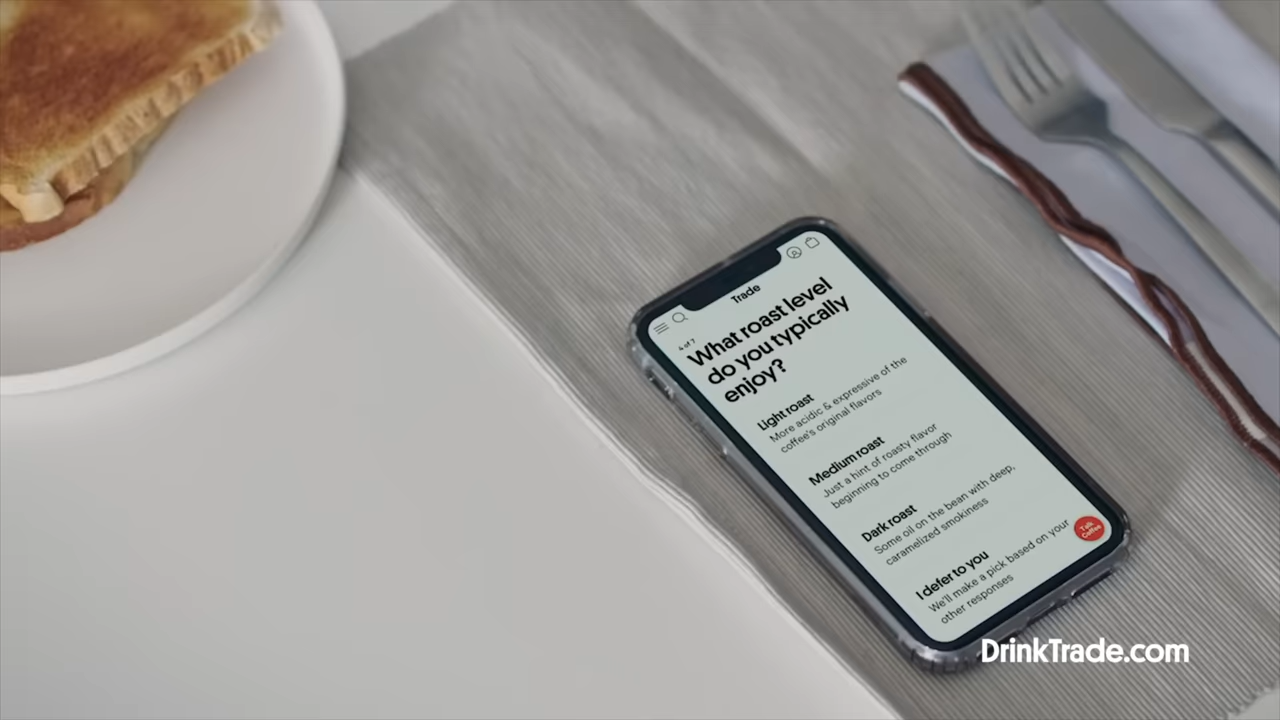 Trade
4 of 7
What roast level
do you typically
enjoy?
Light roast
More acidic & expressive of the
coffee's original flavors
Medium roast
Just a hint of roasty flavor
beginning to come through
Dark roast
Some oil on the bean with deep,
caramelized smokiness
I defer to you
We'll make a pick based on your
other responses
Talk
Coffee
DrinkTrade.com